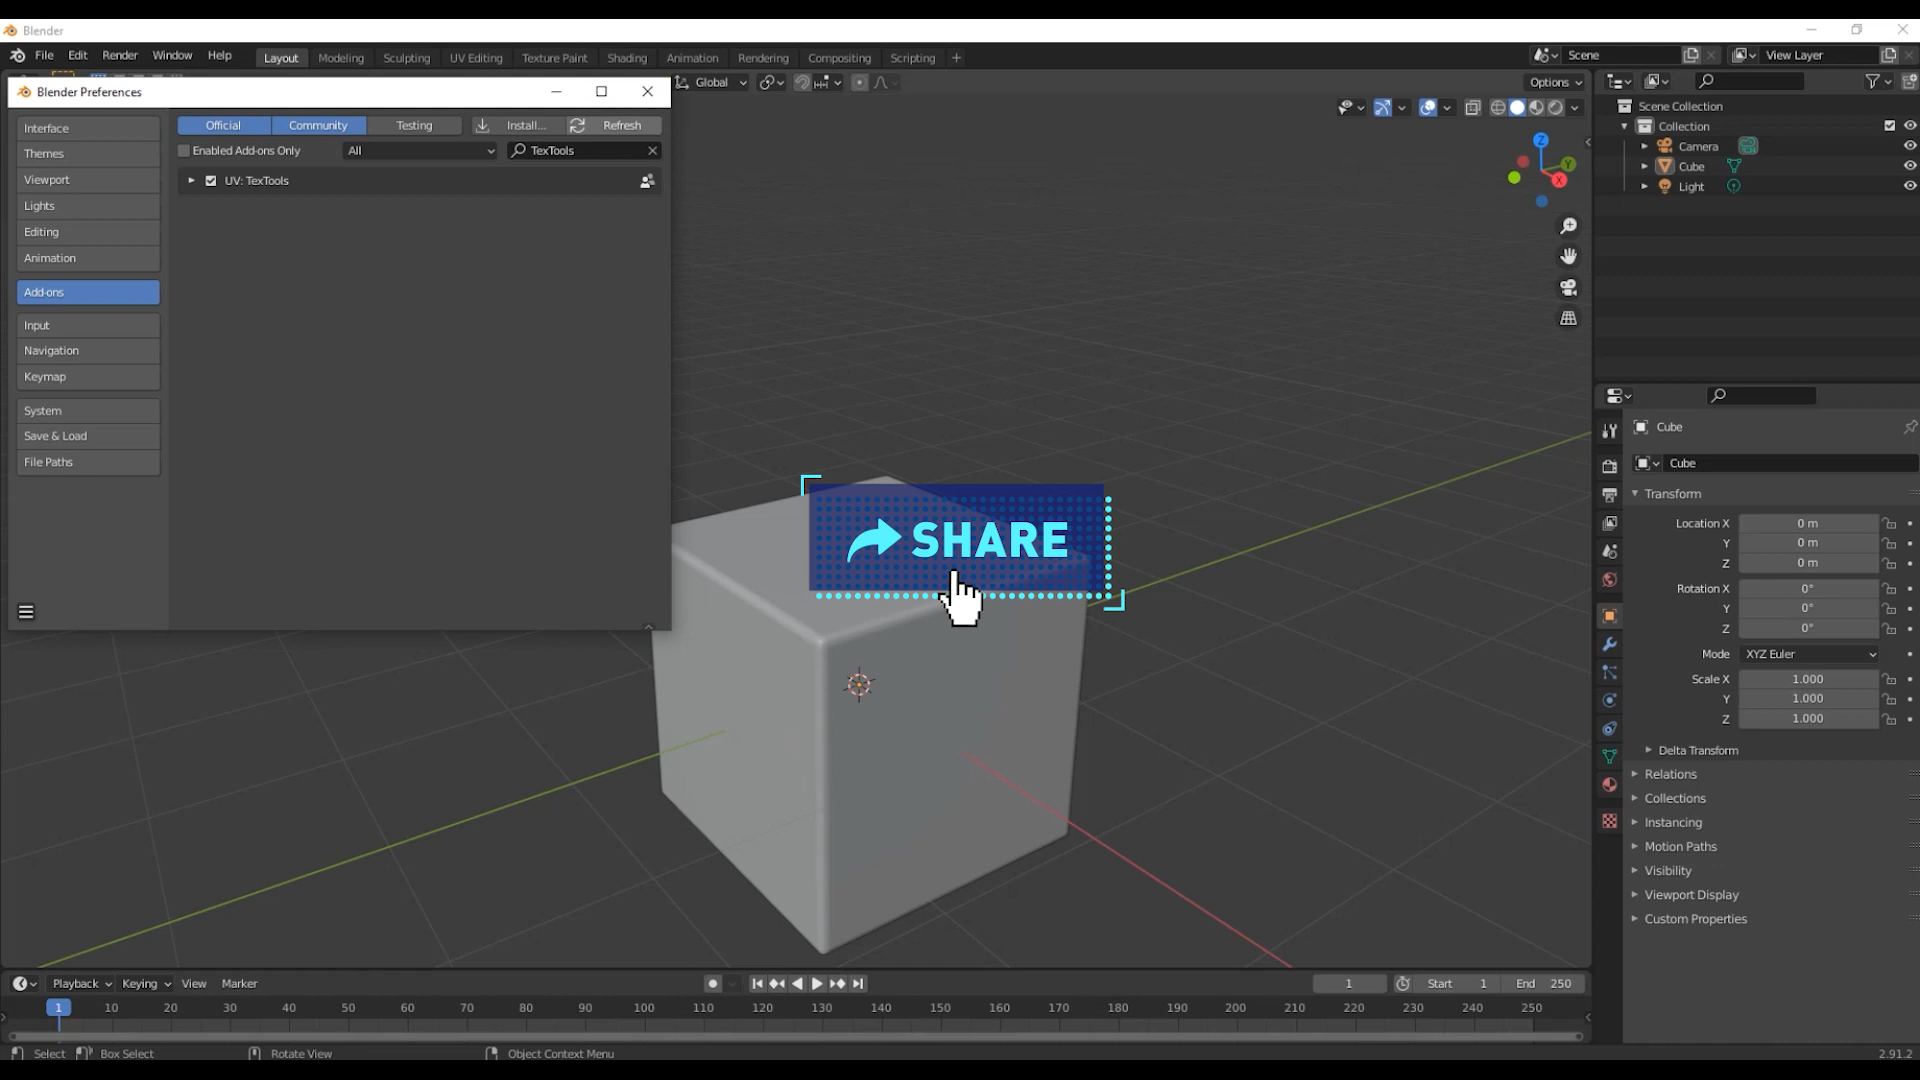 Blender
File Edit Render Window Help Layout Modeling Sculpting UV Editing Texture Paint Shading Animation Rendering Compositing Scripting + Scene View Layer
Blender Preferences
Global Options
Interface
Themes
Viewport
Lights
Editing
Animation
Add-ons
Input
Navigation
Keymap
System
Save & Load
File Paths
Official Community Testing Install... Refresh
Enabled Add-ons Only All TexTools
UV: TexTools
Z
Y
X
SHARE
Scene Collection
Collection
Camera
Cube
Light
Cube
Cube
Transform
Location X 0 m
Y 0 m
Z 0 m
Rotation X 0°
Y 0°
Z 0°
Mode XYZ Euler
Scale X 1.000
Y 1.000
Z 1.000
Delta Transform
Relations
Collections
Instancing
Motion Paths
Visibility
Viewport Display
Custom Properties
Playback Keying View Marker 1 Start 1 End 250
1 10 20 30 40 50 60 70 80 90 100 110 120 130 140 150 160 170 180 190 200 210 220 230 240 250
Select Box Select Rotate View Object Context Menu 2.91.2